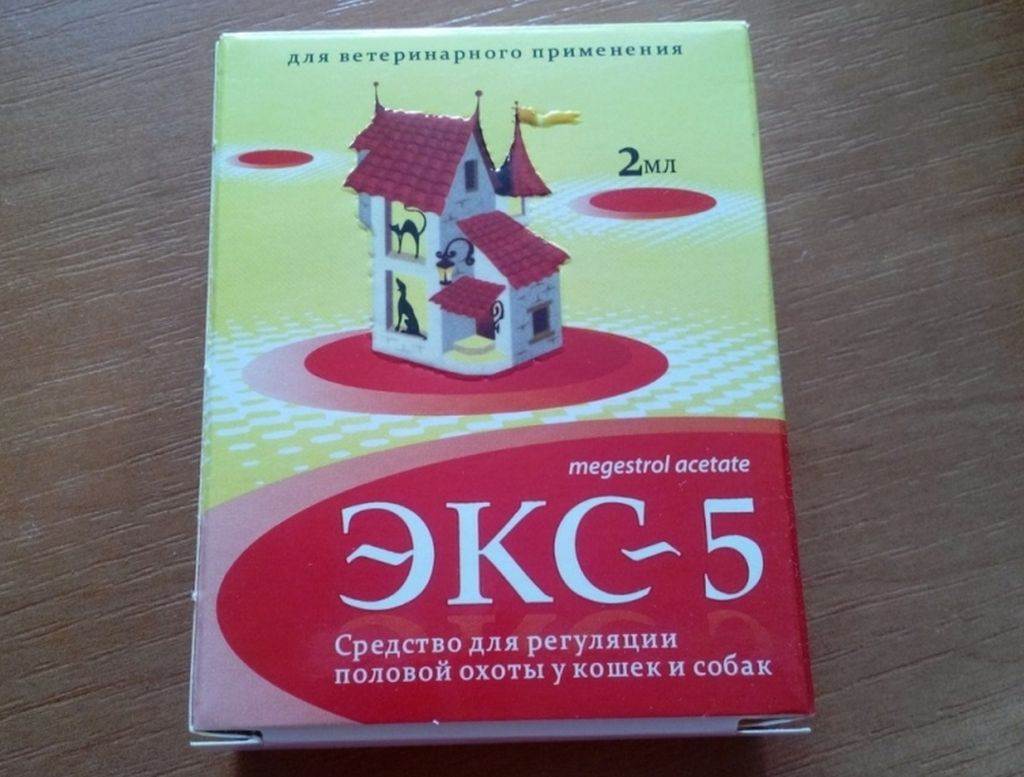 для ветеринарного применения
2мл
megestrol acetate
ЭКС-5
Средство для регуляции
половой охоты у кошек и собак